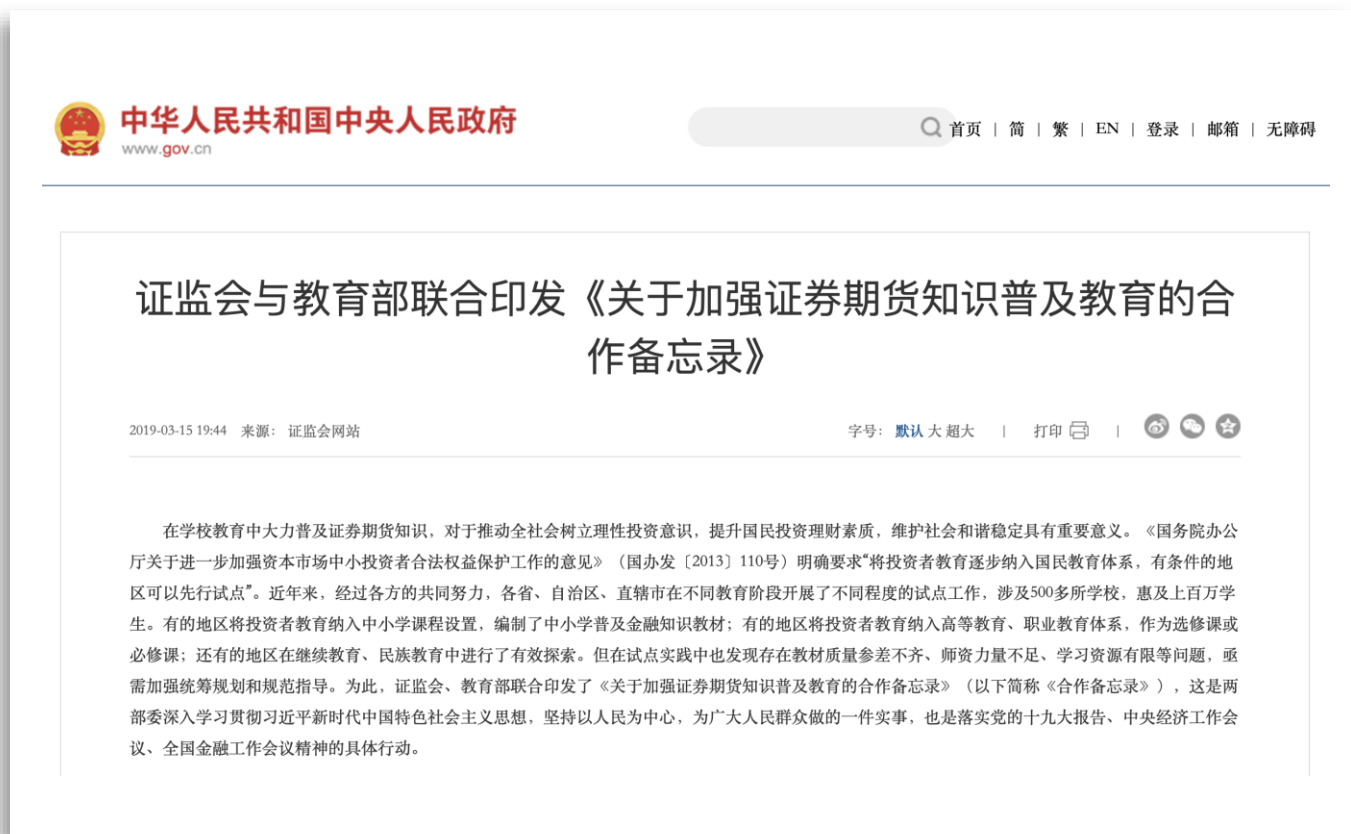 中华人民共和国中央人民政府
www.gov.cn
首页 | 简 | 繁 | EN | 登录 | 邮箱 | 无障碍
证监会与教育部联合印发《关于加强证券期货知识普及教育的合
作备忘录》
2019-03-15 19:44 来源: 证监会网站
字号: 默认 大 超大 | 打印 |
在学校教育中大力普及证券期货知识，对于推动全社会树立理性投资意识，提升国民投资理财素质，维护社会和谐稳定具有重要意义。《国务院办公
厅关于进一步加强资本市场中小投资者合法权益保护工作的意见》（国办发〔2013〕110号）明确要求“将投资者教育逐步纳入国民教育体系，有条件的地
区可以先行试点”。近年来，经过各方的共同努力，各省、自治区、直辖市在不同教育阶段开展了不同程度的试点工作，涉及500多所学校，惠及上百万学
生。有的地区将投资者教育纳入中小学课程设置，编制了中小学普及金融知识教材；有的地区将投资者教育纳入高等教育、职业教育体系，作为选修课或
必修课；还有的地区在继续教育、民族教育中进行了有效探索。但在试点实践中也发现存在教材质量参差不齐、师资力量不足、学习资源有限等问题，亟
需加强统筹规划和规范指导。为此，证监会、教育部联合印发了《关于加强证券期货知识普及教育的合作备忘录》（以下简称《合作备忘录》），这是两
部委深入学习贯彻习近平新时代中国特色社会主义思想，坚持以人民为中心，为广大人民群众做的一件实事，也是落实党的十九大报告、中央经济工作会
议、全国金融工作会议精神的具体行动。